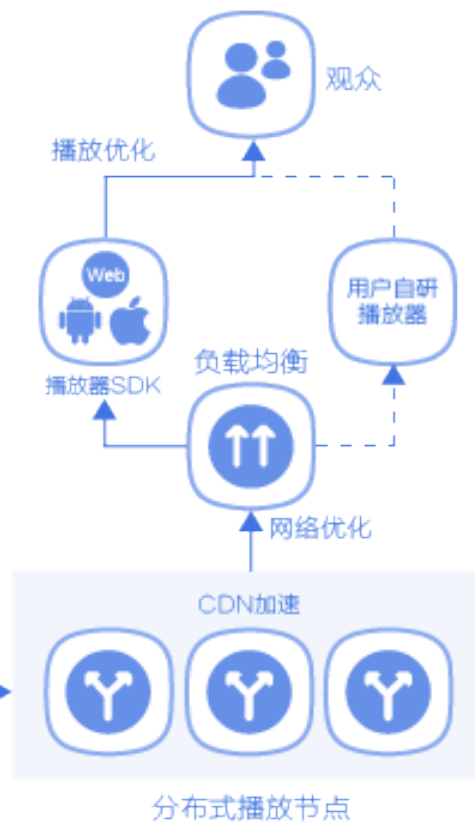 观众
播放优化
Web
用户自研
播放器
负载均衡
播放器SDK
网络优化
CDN加速
分布式播放节点